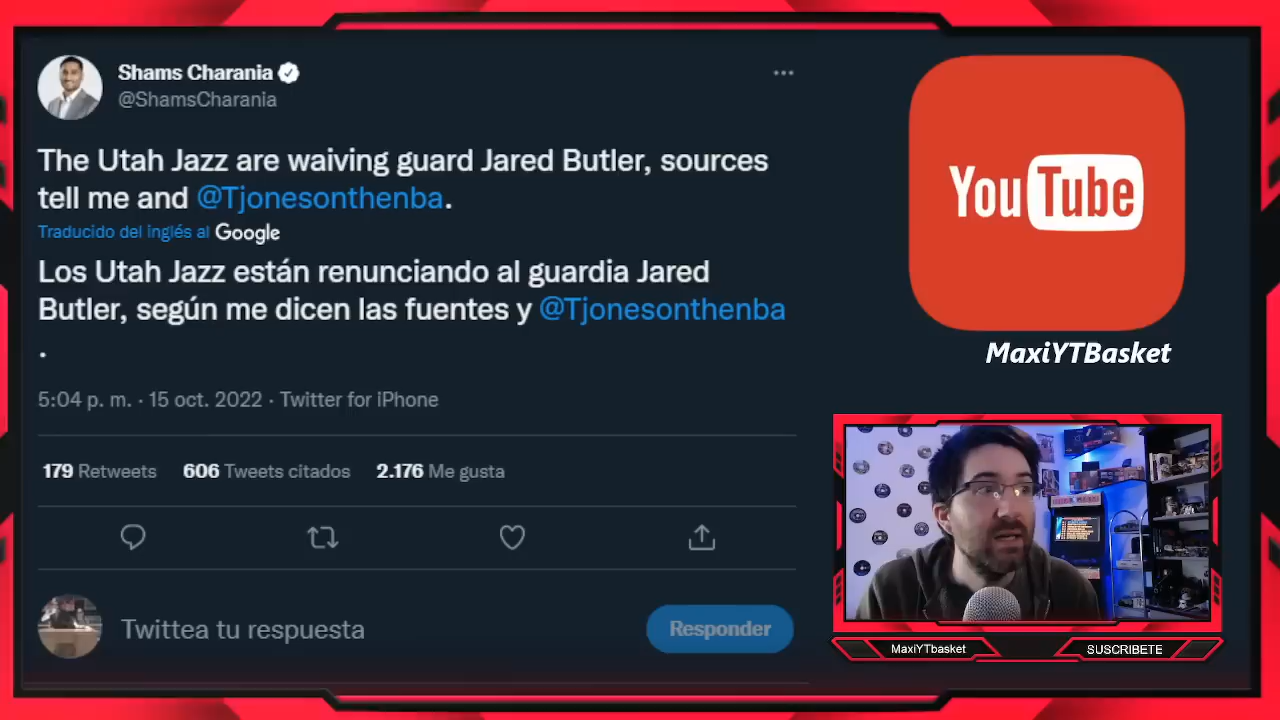 Shams Charania
@ShamsCharania
The Utah Jazz are waiving guard Jared Butler, sources
tell me and @Tjonesonthenba.
Traducido del inglés al Google
Los Utah Jazz están renunciando al guardia Jared
Butler, según me dicen las fuentes y @Tjonesonthenba
.
5:04 p. m. · 15 oct. 2022 · Twitter for iPhone
179 Retweets 606 Tweets citados 2.176 Me gusta
Twittea tu respuesta
Responder
YouTube
MaxiYTBasket
MaxiYTbasket
SUSCRIBETE